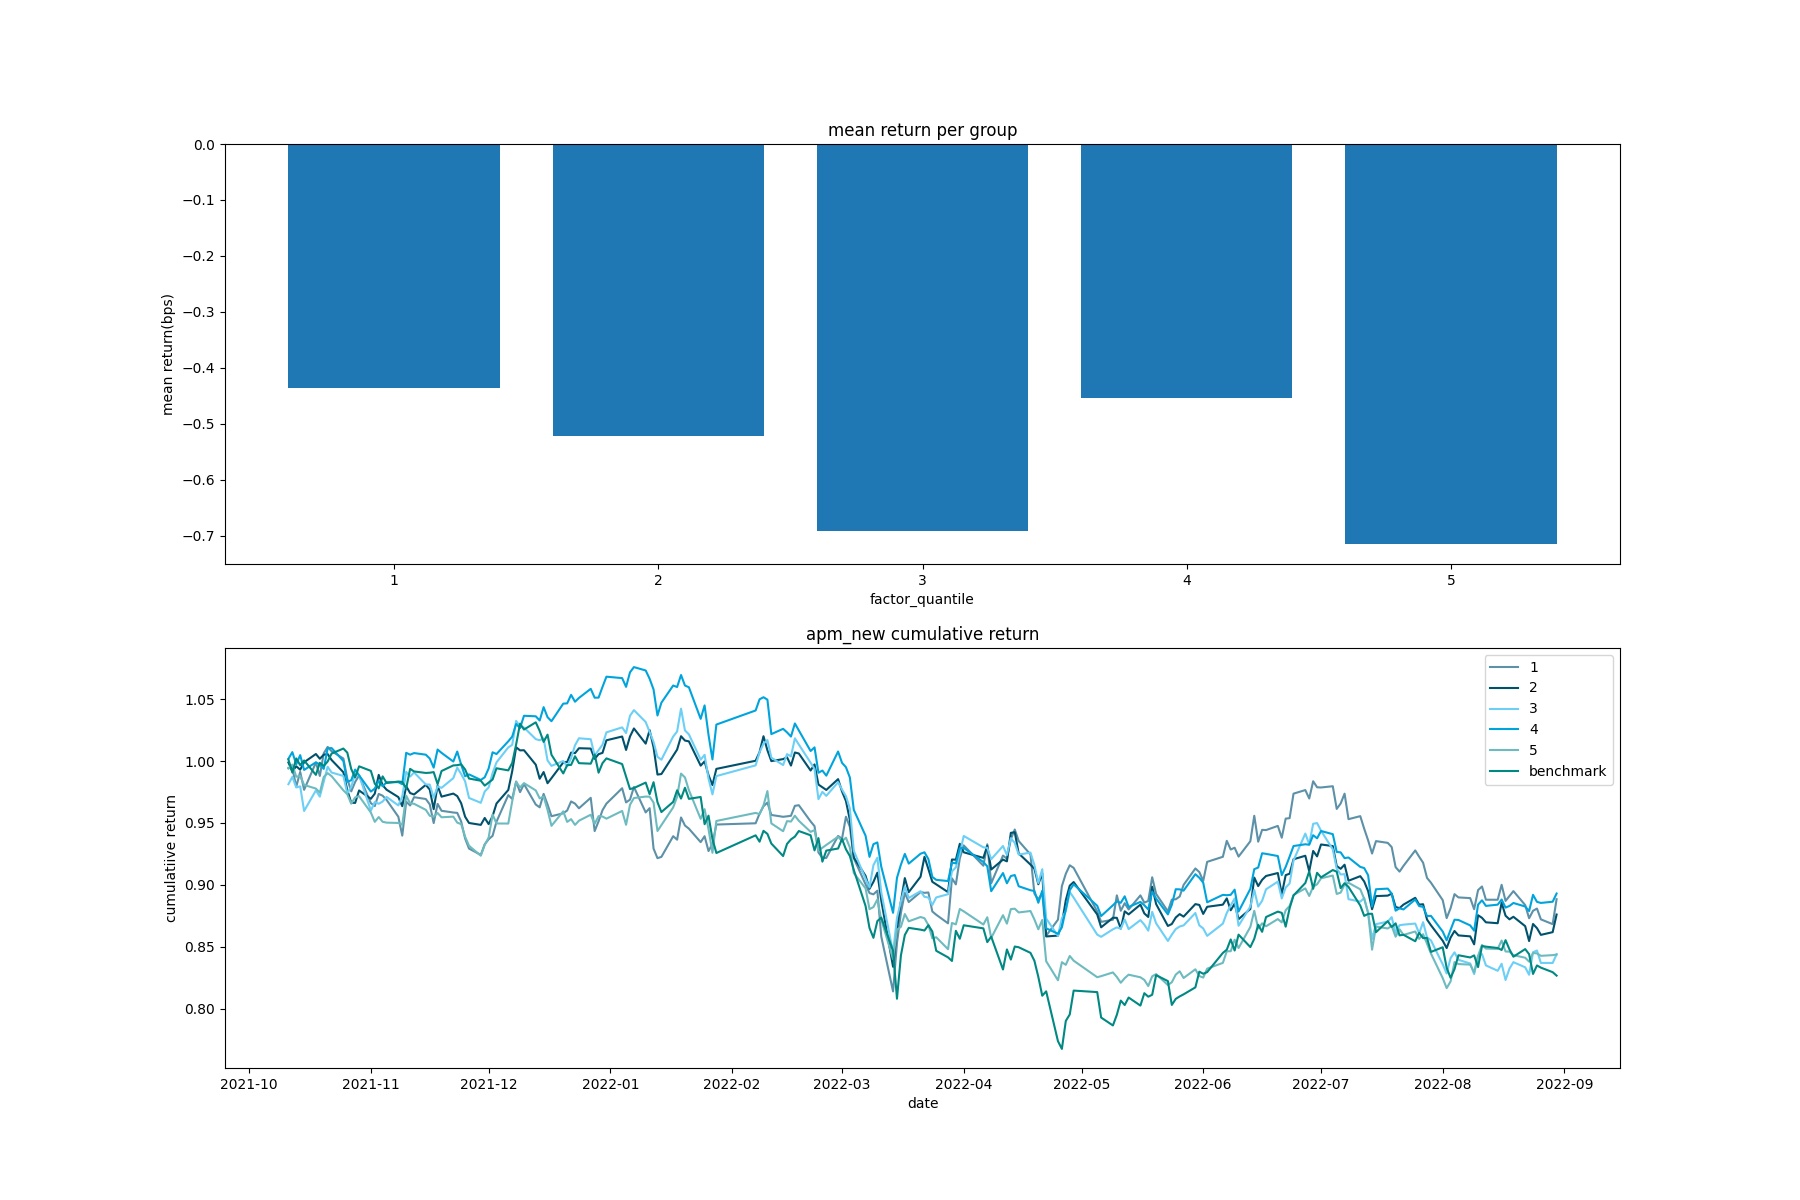 mean return per group
0.0
−0.1
−0.2
−0.3
−0.4
−0.5
−0.6
−0.7
mean return(bps)
1 2 3 4 5
factor_quantile
apm_new cumulative return
1.05
1.00
0.95
0.90
0.85
0.80
cumulatiive return
1
2
3
4
5
benchmark
2021-10 2021-11 2021-12 2022-01 2022-02 2022-03 2022-04 2022-05 2022-06 2022-07 2022-08 2022-09
date